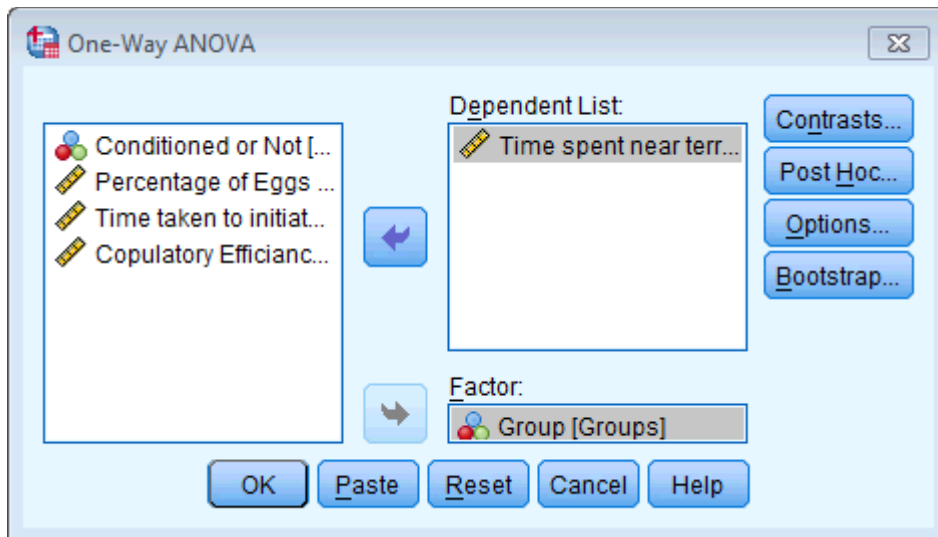 One-Way ANOVA
Conditioned or Not [...
Percentage of Eggs ...
Time taken to initiat...
Copulatory Efficianc...
Dependent List:
Time spent near terr...
Factor:
Group [Groups]
Contrasts...
Post Hoc...
Options...
Bootstrap...
OK
Paste
Reset
Cancel
Help